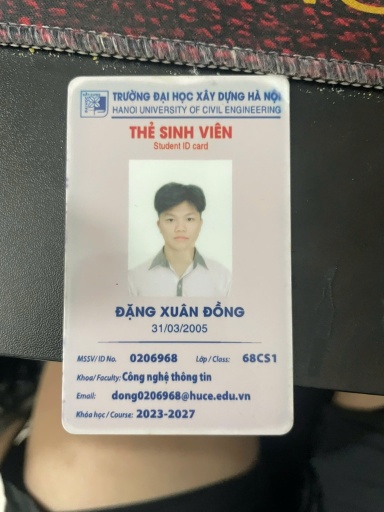 TRƯỜNG ĐẠI HỌC XÂY DỰNG HÀ NỘI
HANOI UNIVERSITY OF CIVIL ENGINEERING
THẺ SINH VIÊN
Student ID card
ĐẶNG XUÂN ĐỒNG
31/03/2005
MSSV/ID No. 0206968 Lớp/Class: 68CS1
Khoa/Faculty: Công nghệ thông tin
Email: dong0206968@huce.edu.vn
Khóa học/Course: 2023-2027